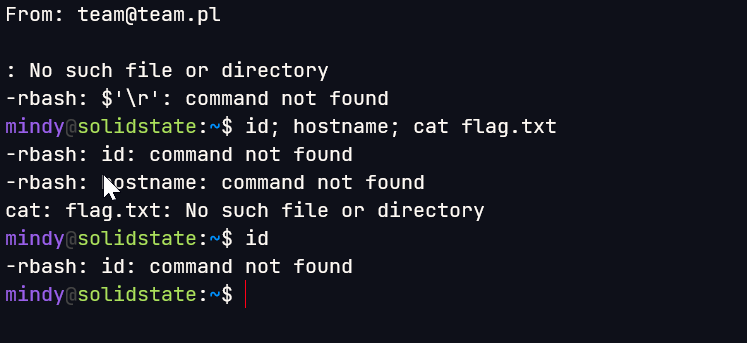 From: team@team.pl
: No such file or directory
-rbash: $'\r': command not found
mindy@solidstate:~$ id; hostname; cat flag.txt
-rbash: id: command not found
-rbash: hostname: command not found
cat: flag.txt: No such file or directory
mindy@solidstate:~$ id
-rbash: id: command not found
mindy@solidstate:~$